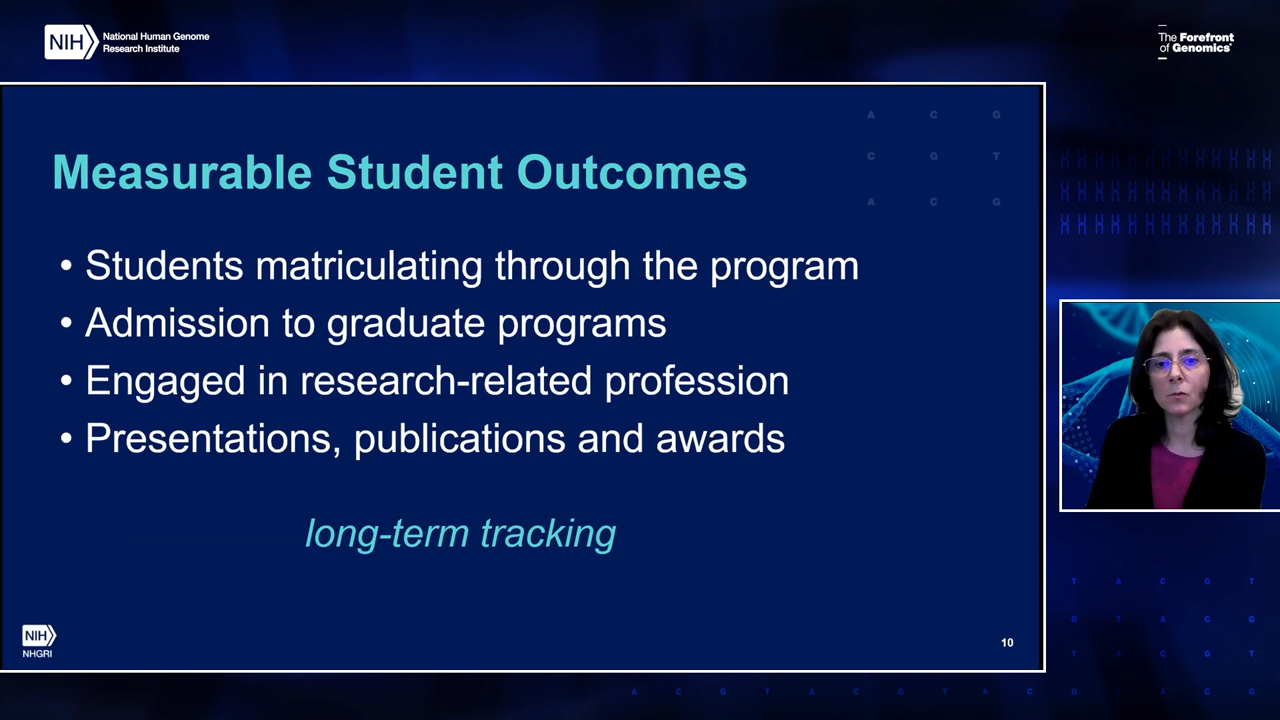 NIH
National Human Genome
Research Institute
The Forefront
of Genomics®
A C G
C G T
A C G
Measurable Student Outcomes
• Students matriculating through the program
• Admission to graduate programs
• Engaged in research-related profession
• Presentations, publications and awards
long-term tracking
NIH
NHGRI
10
T A C G T
G T A C G
T A C G T
A C G T A C G T A C G T A C G